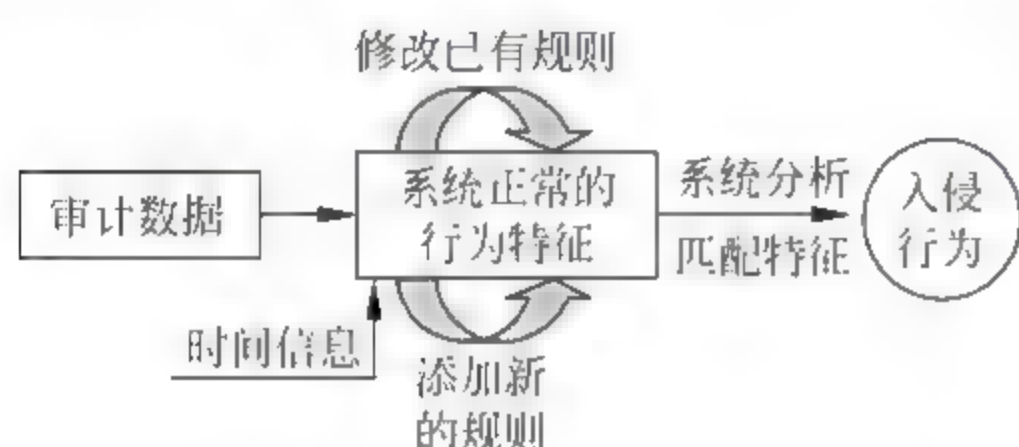 修改已有规则
审计数据
系统正常的
行为特征
系统分析
匹配特征
入侵
行为
时间信息
添加新
的规则